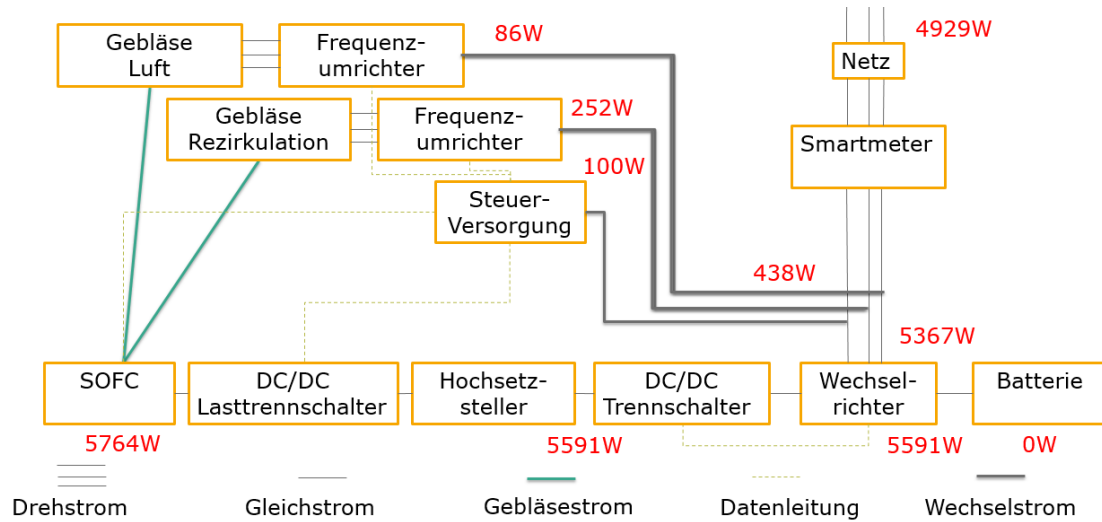 Gebläse
Luft
Frequenz-
umrichter
86W
4929W
Netz
Gebläse
Rezirkulation
Frequenz-
umrichter
252W
Smartmeter
100W
Steuer-
Versorgung
438W
5367W
SOFC
DC/DC
Lasttrennschalter
Hochsetz-
steller
DC/DC
Trennschalter
Wechsel-
richter
Batterie
5764W
5591W
5591W
0W
Drehstrom
Gleichstrom
Gebläsestrom
Datenleitung
Wechselstrom